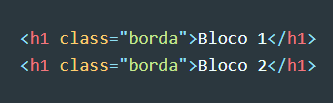 <h1 class="borda">Bloco 1</h1>
<h1 class="borda">Bloco 2</h1>